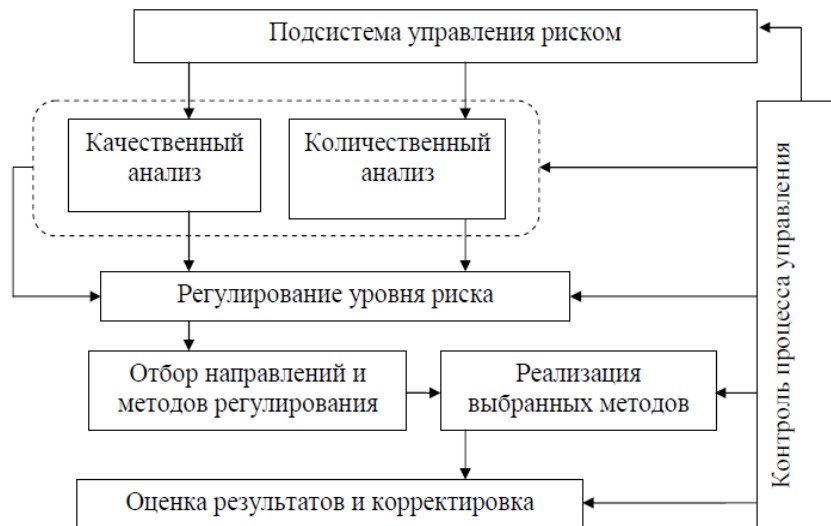 Подсистема управления риском
Качественный
анализ
Количественный
анализ
Регулирование уровня риска
Отбор направлений и
методов регулирования
Реализация
выбранных методов
Оценка результатов и корректировка
Контроль процесса управления